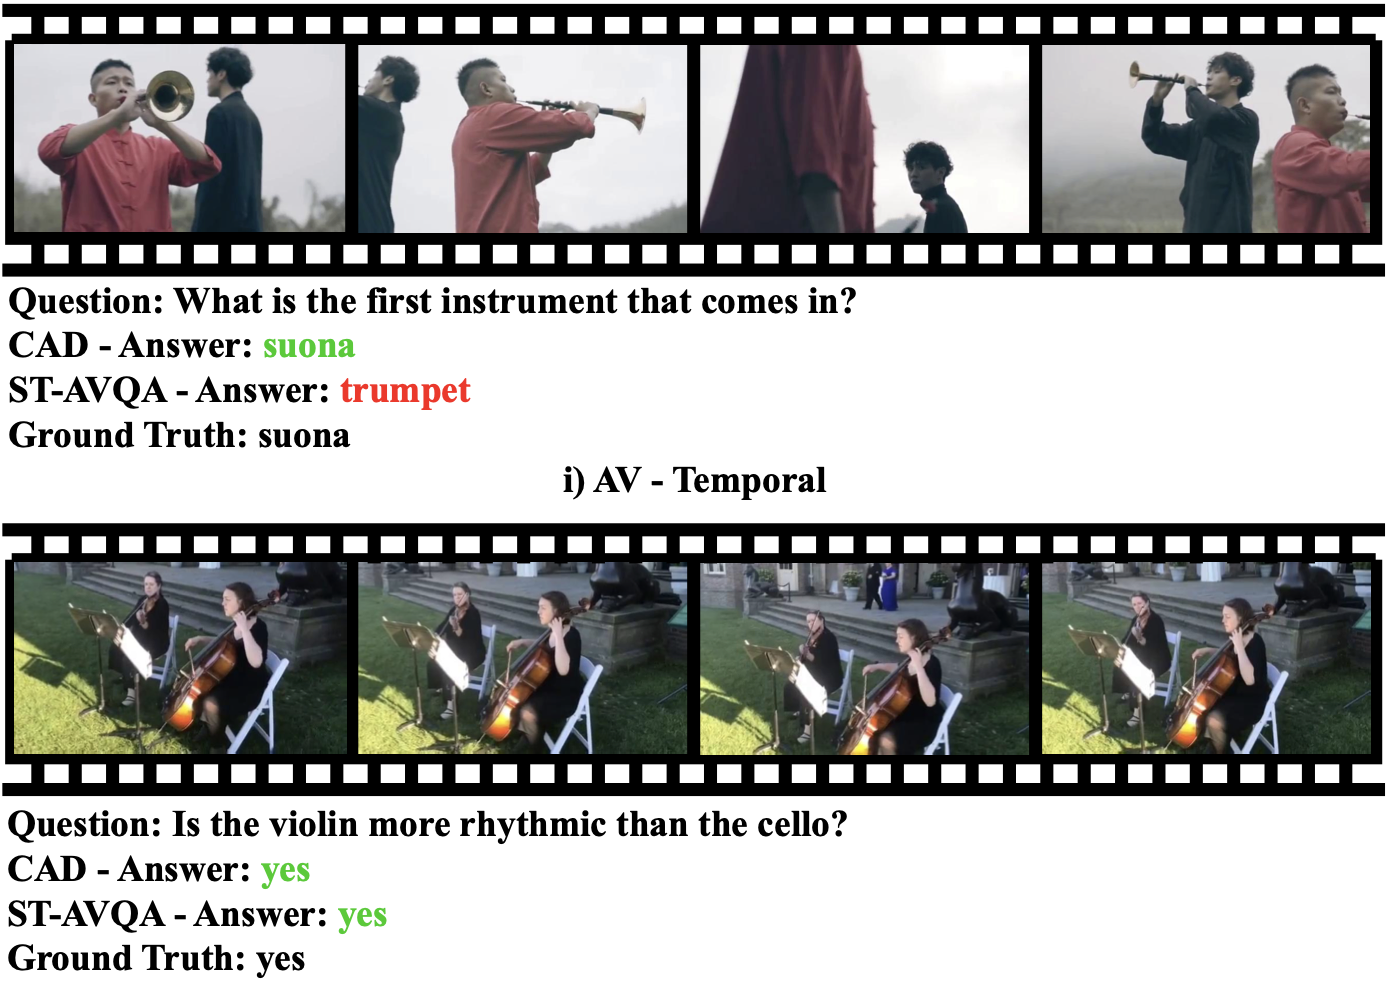 Question: What is the first instrument that comes in?
CAD - Answer: suona
ST-AVQA - Answer: trumpet
Ground Truth: suona
i) AV - Temporal
Question: Is the violin more rhythmic than the cello?
CAD - Answer: yes
ST-AVQA - Answer: yes
Ground Truth: yes